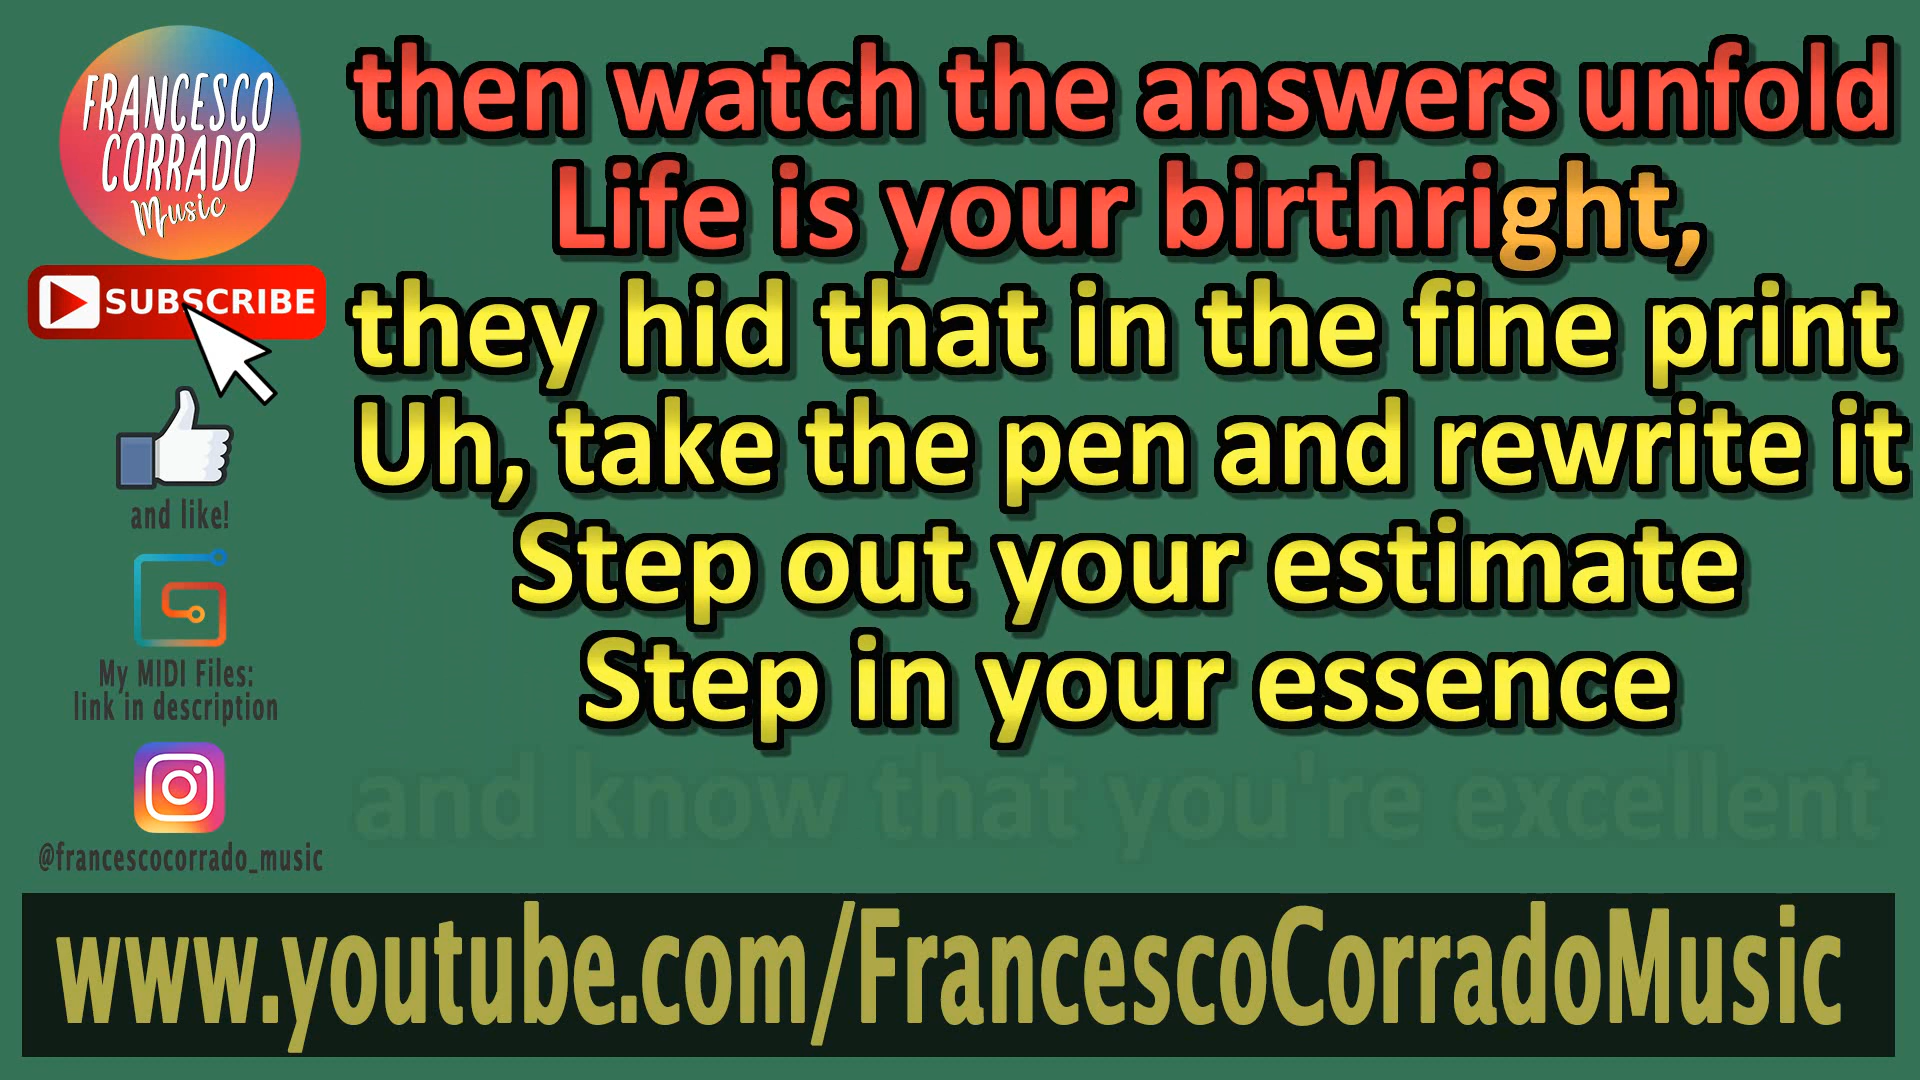 FRANCESCO
CORRADO
Music
SUBSCRIBE
and like!
My MIDI Files:
link in description
@francescocorrado_music
then watch the answers unfold
Life is your birthright,
they hid that in the fine print
Uh, take the pen and rewrite it
Step out your estimate
Step in your essence
and know that you're excellent
www.youtube.com/FrancescoCorradoMusic